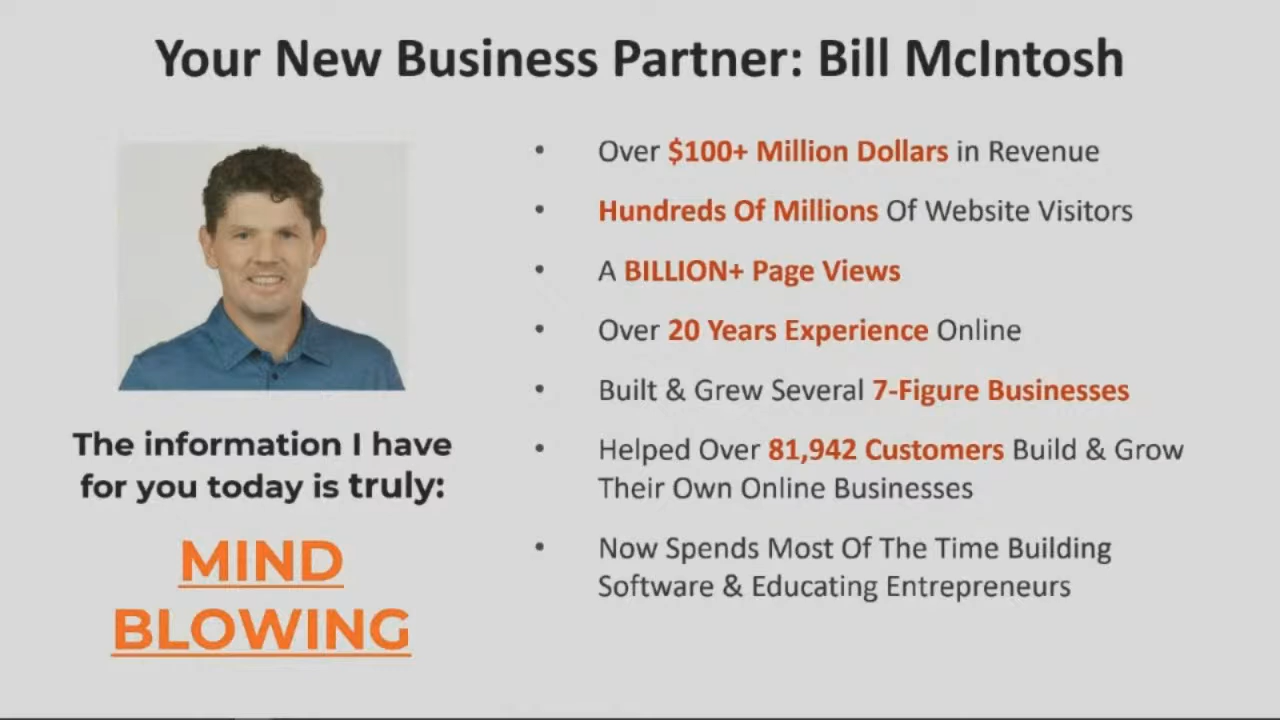 Your New Business Partner: Bill McIntosh
The information I have
for you today is truly:
MIND
BLOWING
• Over $100+ Million Dollars in Revenue
• Hundreds Of Millions Of Website Visitors
• A BILLION+ Page Views
• Over 20 Years Experience Online
• Built & Grew Several 7-Figure Businesses
• Helped Over 81,942 Customers Build & Grow
Their Own Online Businesses
• Now Spends Most Of The Time Building
Software & Educating Entrepreneurs